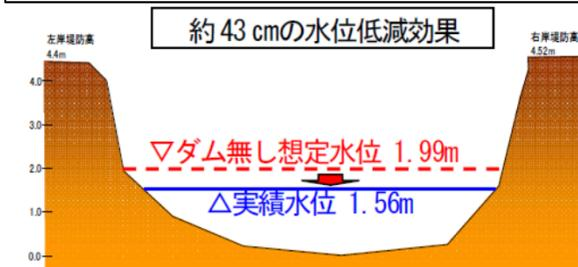 約43cmの水位低減効果
左岸堤防高
4.4m
右岸堤防高
4.52m
4.0
3.0
▽ダム無し想定水位 1.99m
2.0
△実績水位 1.56m
1.0
0.0